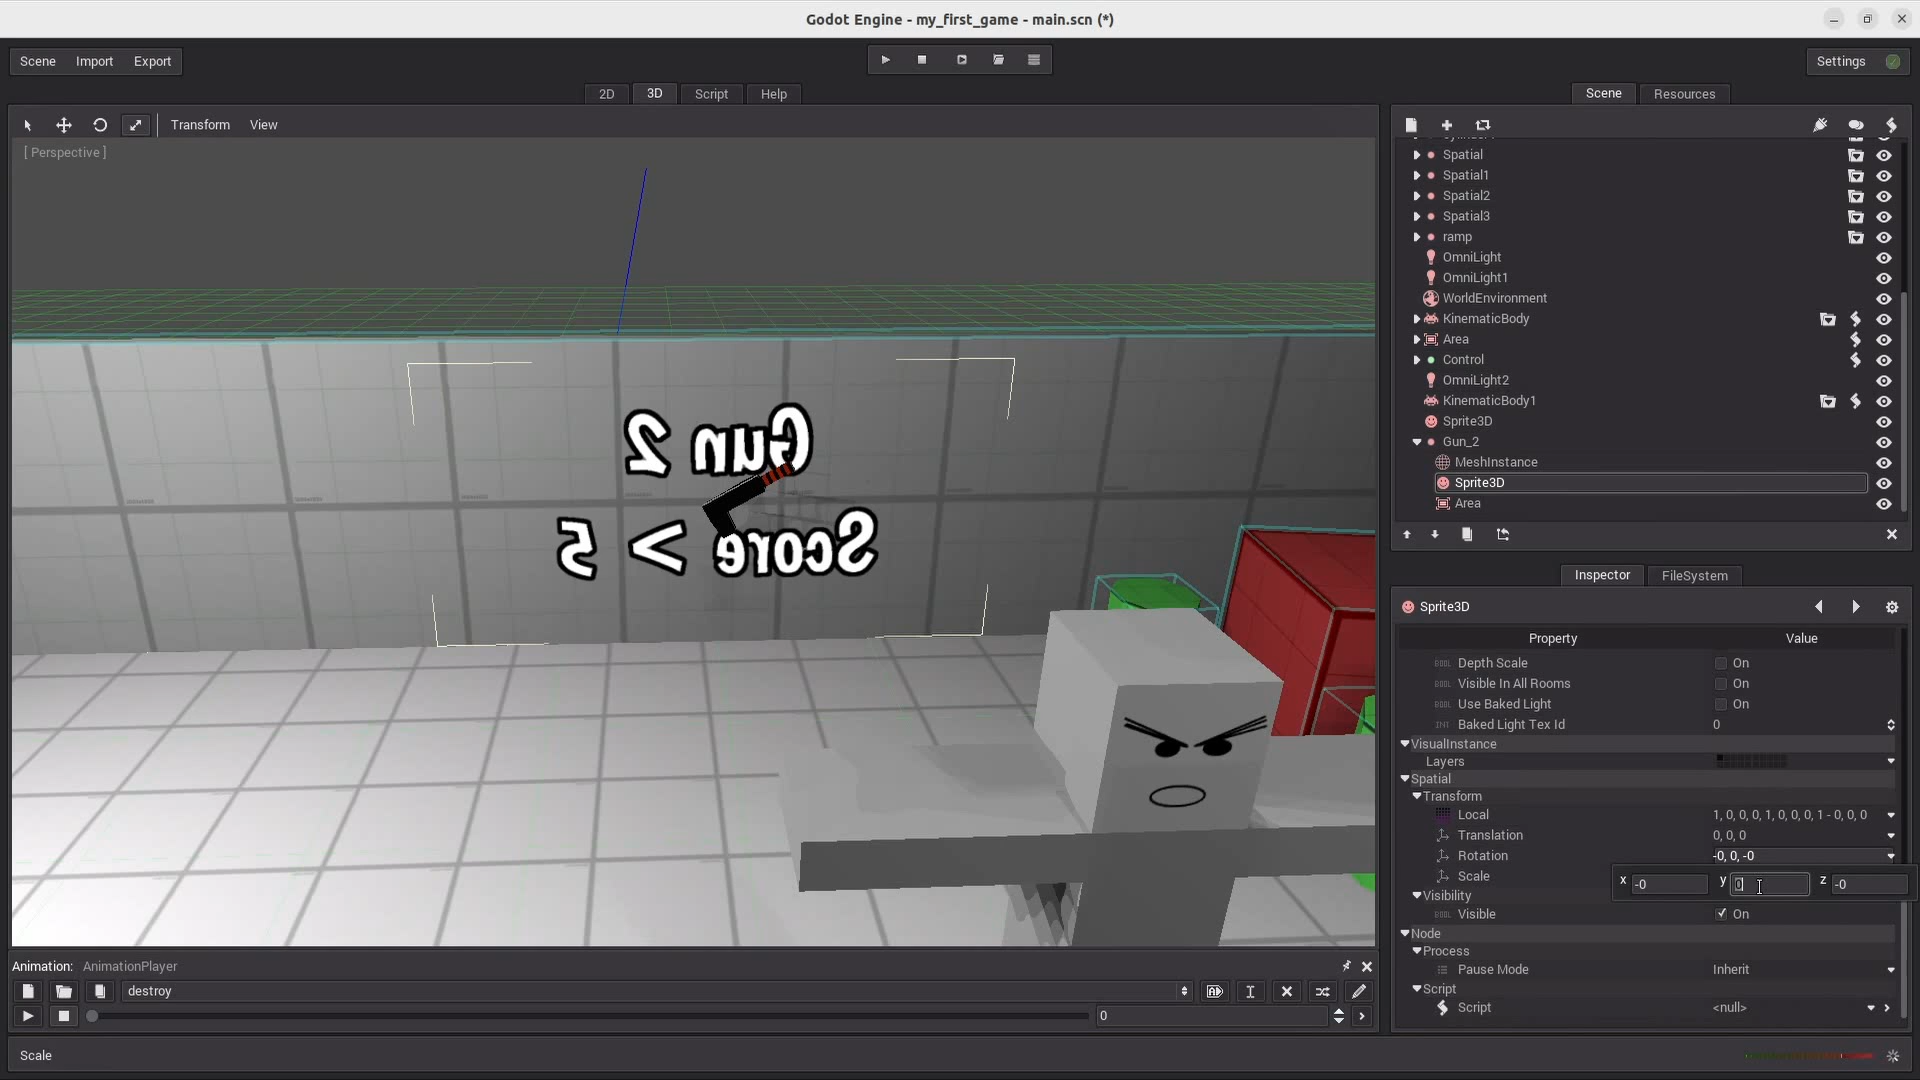 Godot Engine - my_first_game - main.scn (*)
Scene Import Export
Settings
2D 3D Script Help
Scene Resources
Transform View
[ Perspective ]
Gun 2
Score > 5
Spatial
Spatial1
Spatial2
Spatial3
ramp
OmniLight
OmniLight1
WorldEnvironment
KinematicBody
Area
Control
OmniLight2
KinematicBody1
Sprite3D
Gun_2
MeshInstance
Sprite3D
Area
Inspector FileSystem
Sprite3D
Property Value
BOOL Depth Scale On
BOOL Visible In All Rooms On
BOOL Use Baked Light On
INT Baked Light Tex Id 0
VisualInstance
Layers
Spatial
Transform
Local 1, 0, 0, 0, 1, 0, 0, 0, 1 - 0, 0, 0
Translation 0, 0, 0
Rotation -0, 0, -0
Scale
x -0 y 0 z -0
Visibility
BOOL Visible On
Node
Process
Pause Mode Inherit
Script
Script <null>
Animation: AnimationPlayer
destroy
0
Scale